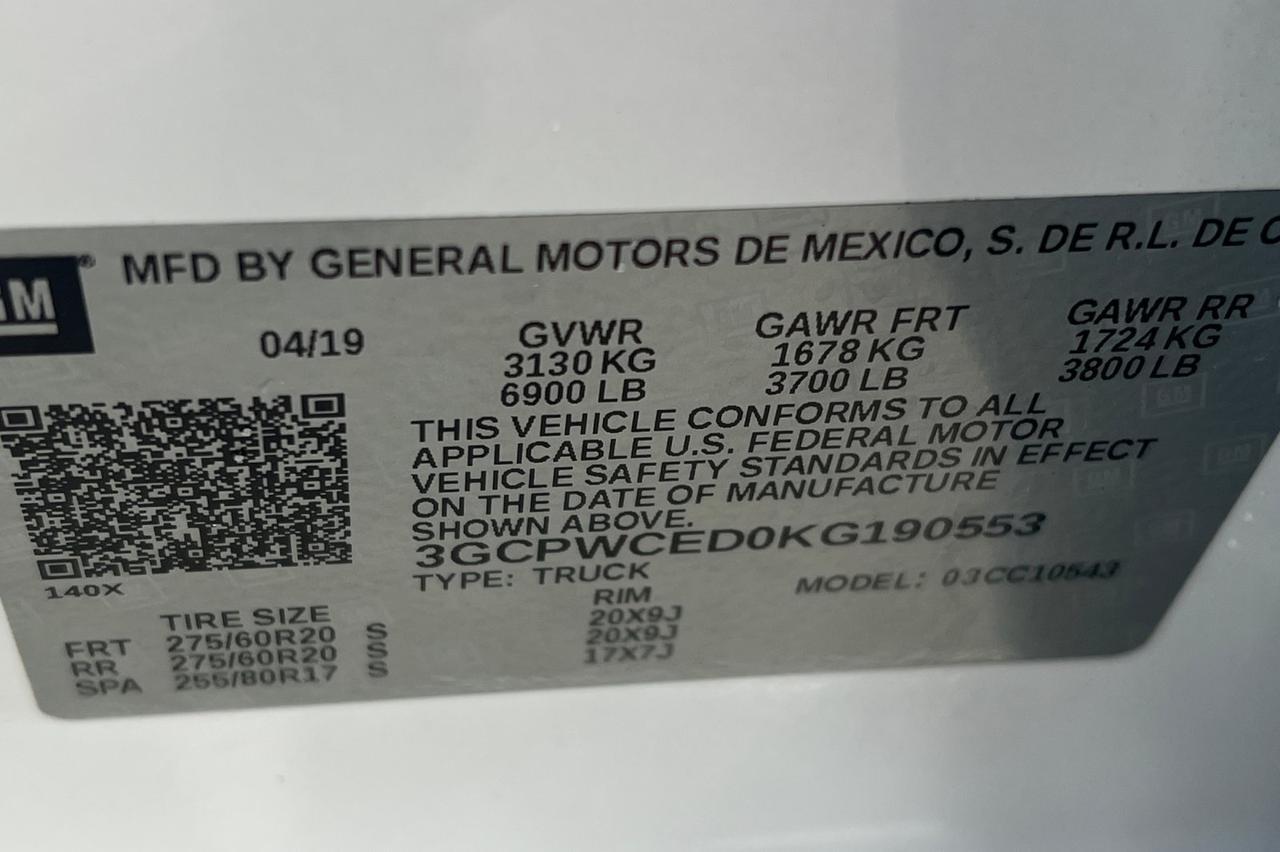 GM
MFD BY GENERAL MOTORS DE MEXICO, S. DE R.L. DE C
04/19
GVWR
3130 KG
6900 LB
GAWR FRT
1678 KG
3700 LB
GAWR RR
1724 KG
3800 LB
THIS VEHICLE CONFORMS TO ALL
APPLICABLE U.S. FEDERAL MOTOR
VEHICLE SAFETY STANDARDS IN EFFECT
ON THE DATE OF MANUFACTURE
SHOWN ABOVE.
3GCPWCED0KG190553
TYPE: TRUCK MODEL: 03CC10543
140X
TIRE SIZE RIM
FRT 275/60R20 S 20X9J
RR 275/60R20 S 20X9J
SPA 255/80R17 S 17X7J